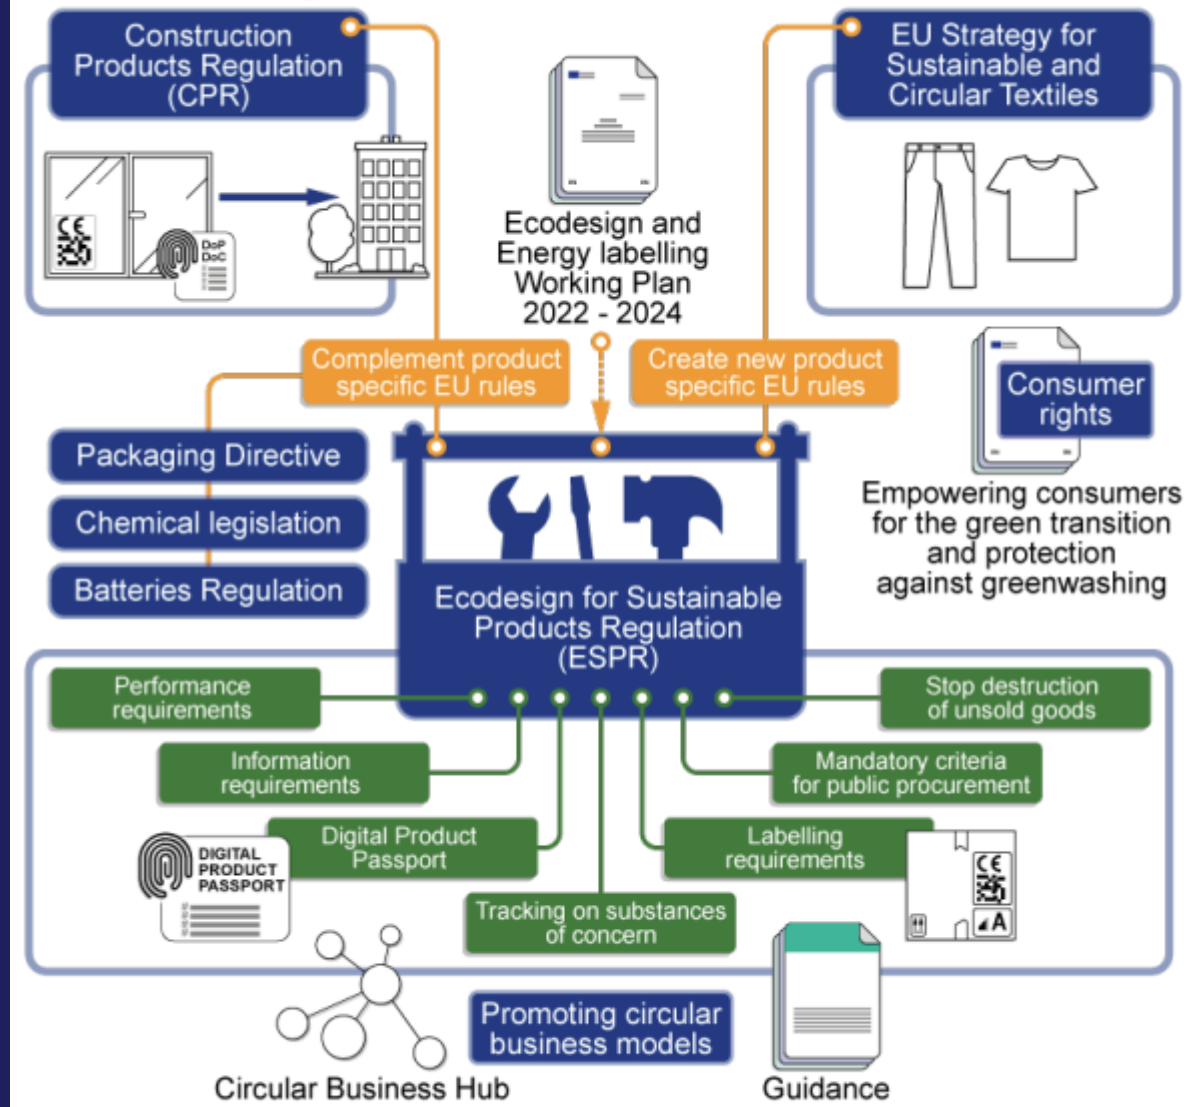 Construction
Products Regulation
(CPR)
EU Strategy for
Sustainable and
Circular Textiles
CE
DoP
DoC
Ecodesign and
Energy labelling
Working Plan
2022 - 2024
Complement product
specific EU rules
Create new product
specific EU rules
Consumer
rights
Empowering consumers
for the green transition
and protection
against greenwashing
Packaging Directive
Chemical legislation
Batteries Regulation
Ecodesign for Sustainable
Products Regulation
(ESPR)
Performance
requirements
Stop destruction
of unsold goods
Information
requirements
Mandatory criteria
for public procurement
Digital Product
Passport
Labelling
requirements
DIGITAL
PRODUCT
PASSPORT
CE
A
Tracking on substances
of concern
Promoting circular
business models
Circular Business Hub
Guidance